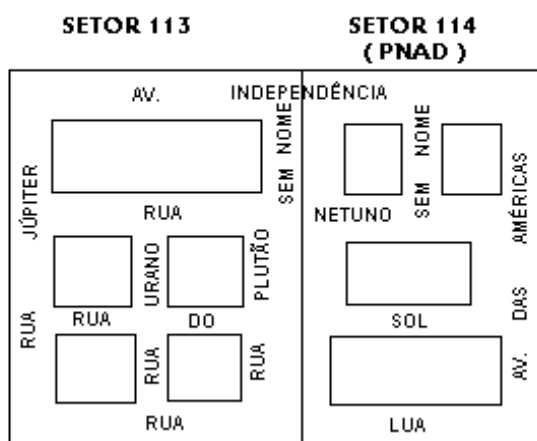 SETOR 113
SETOR 114
( PNAD )
AV.
INDEPENDÊNCIA
SEM NOME
SEM NOME
RUA JÚPITER
RUA
NETUNO
AV. DAS AMÉRICAS
RUA URANO
RUA PLUTÃO
RUA
DO
SOL
RUA
LUA